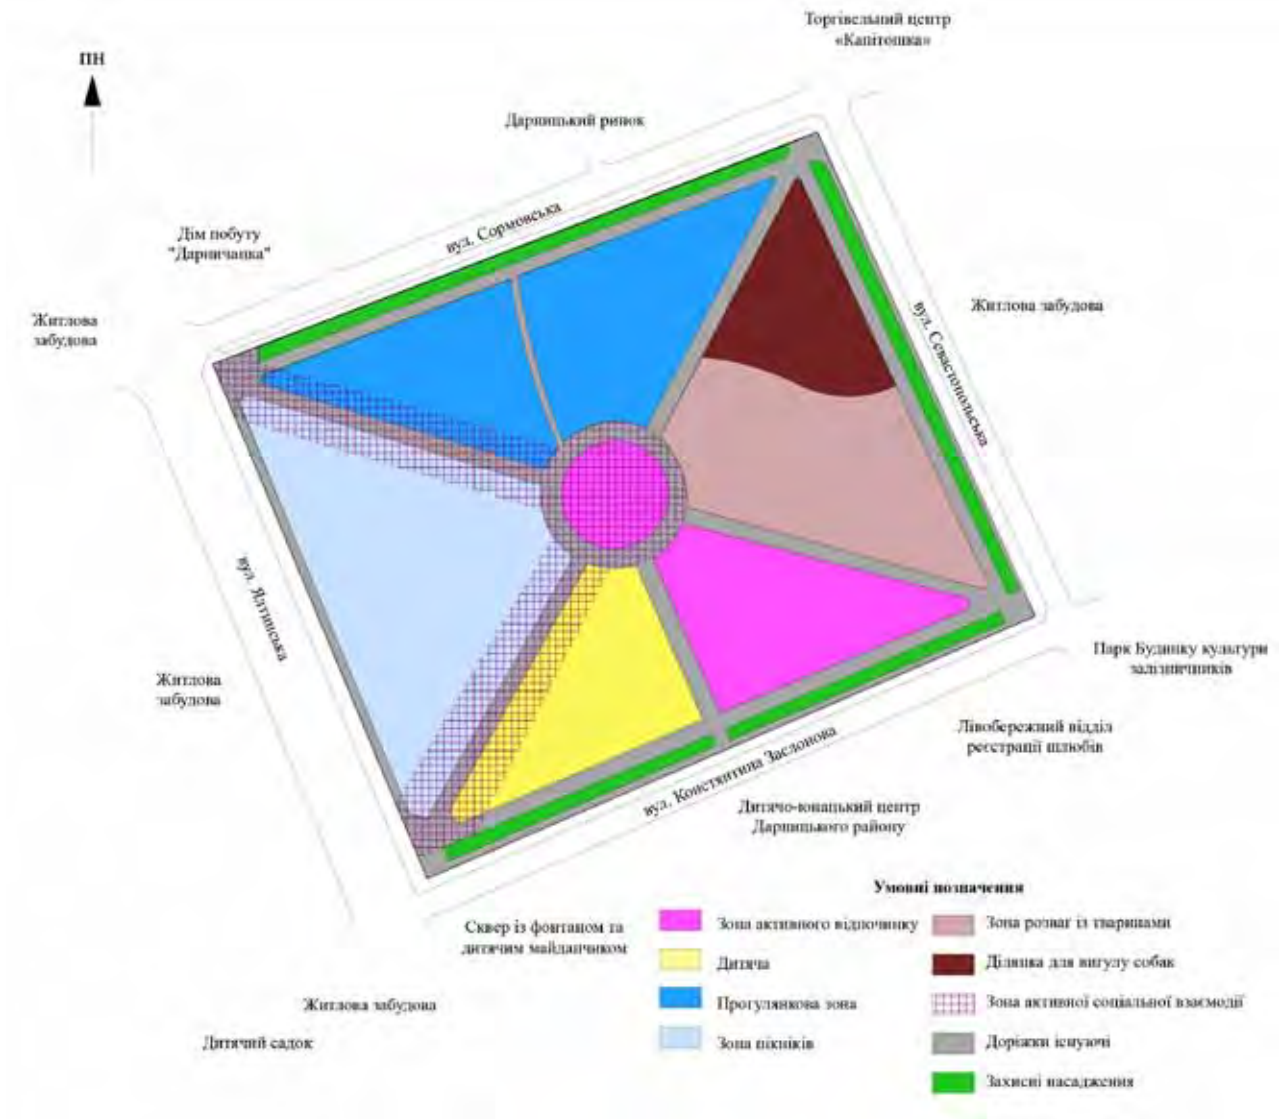 Торгівельний центр
«Капітошка»
ПН
Дарницький ринок
вул. Сормовська
Дім побуту
"Дарничанка"
Житлова
забудова
Житлова забудова
вул. Севастопольська
вул. Ялтинська
Парк Будинку культури
залізничників
Житлова
забудова
Лівобережний відділ
реєстрації шлюбів
вул. Констянтина Заслонова
Дитячо-юнацький центр
Дарницького району
Умовні позначення
Сквер із фонтаном та
дитячим майданчиком
Зона активного відпочинку
Дитяча
Прогулянкова зона
Зона пікніків
Зона розваг із тваринами
Ділянка для вигулу собак
Зона активної соціальної взаємодії
Доріжки існуючі
Захисні насадження
Житлова забудова
Дитячий садок